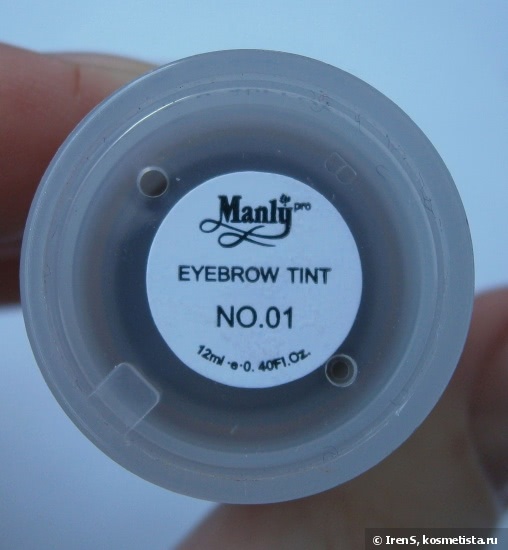 Manly pro
EYEBROW TINT
NO.01
12ml·e·0.40Fl.Oz.
© IrenS, kosmetista.ru